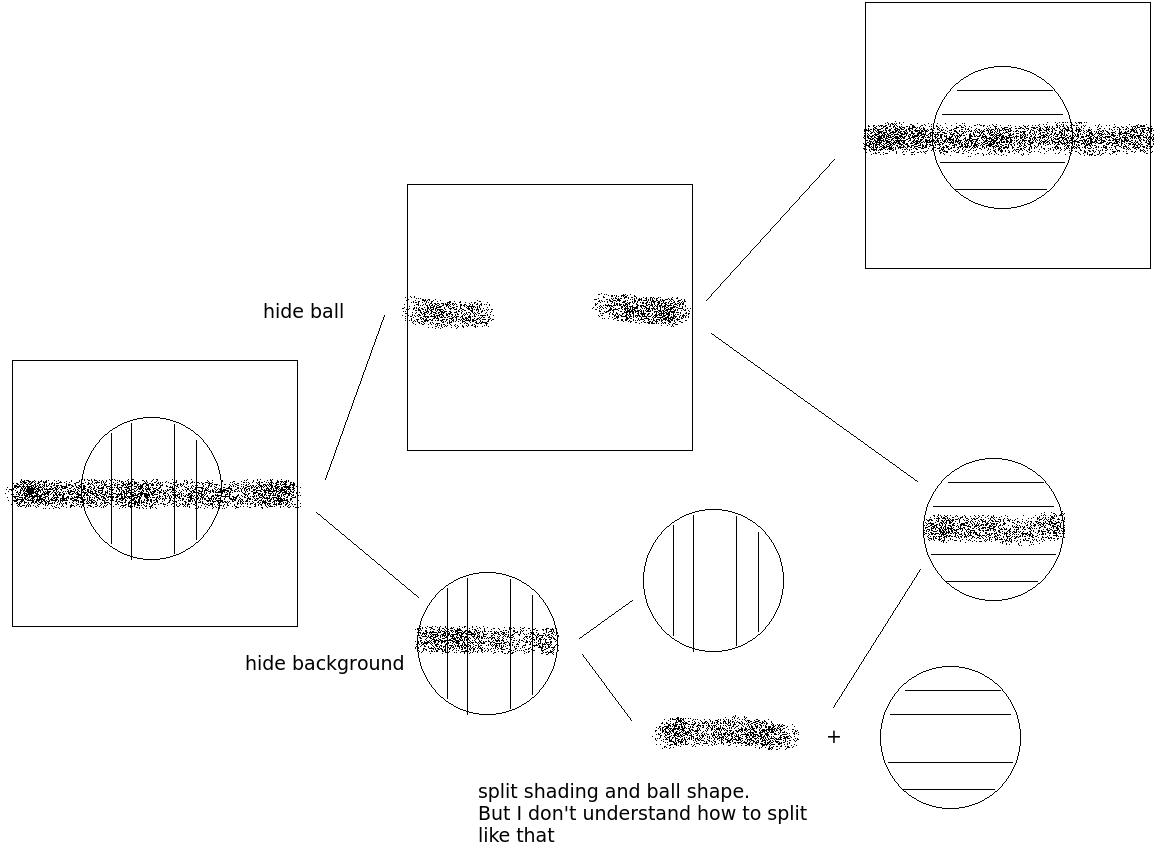 hide ball
hide background
+
split shading and ball shape.
But I don't understand how to split
like that